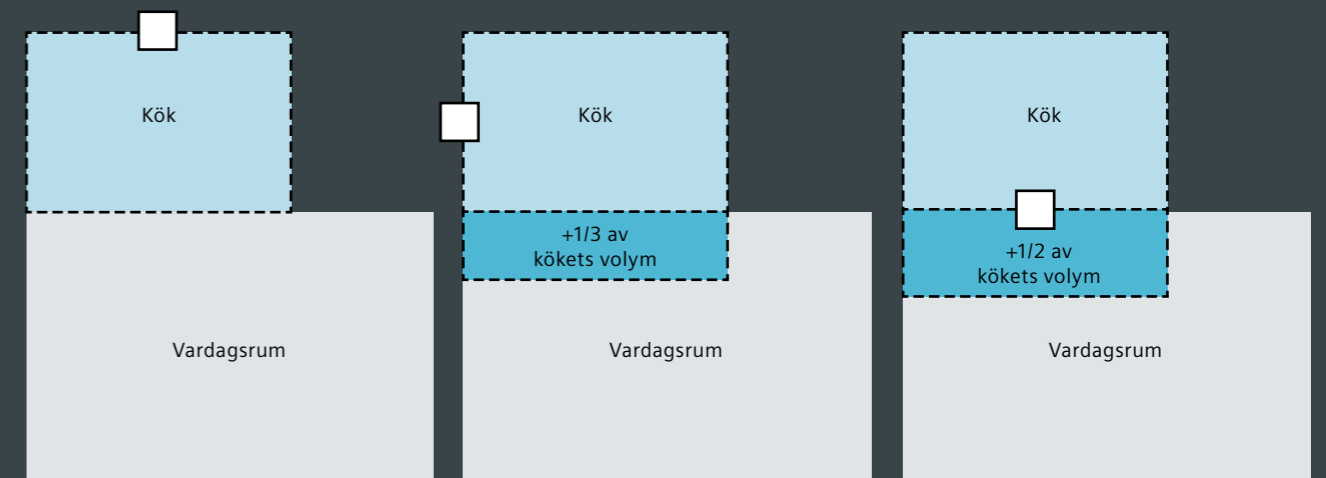 Kök
Kök
Kök
+1/3 av
kökets volym
+1/2 av
kökets volym
Vardagsrum
Vardagsrum
Vardagsrum